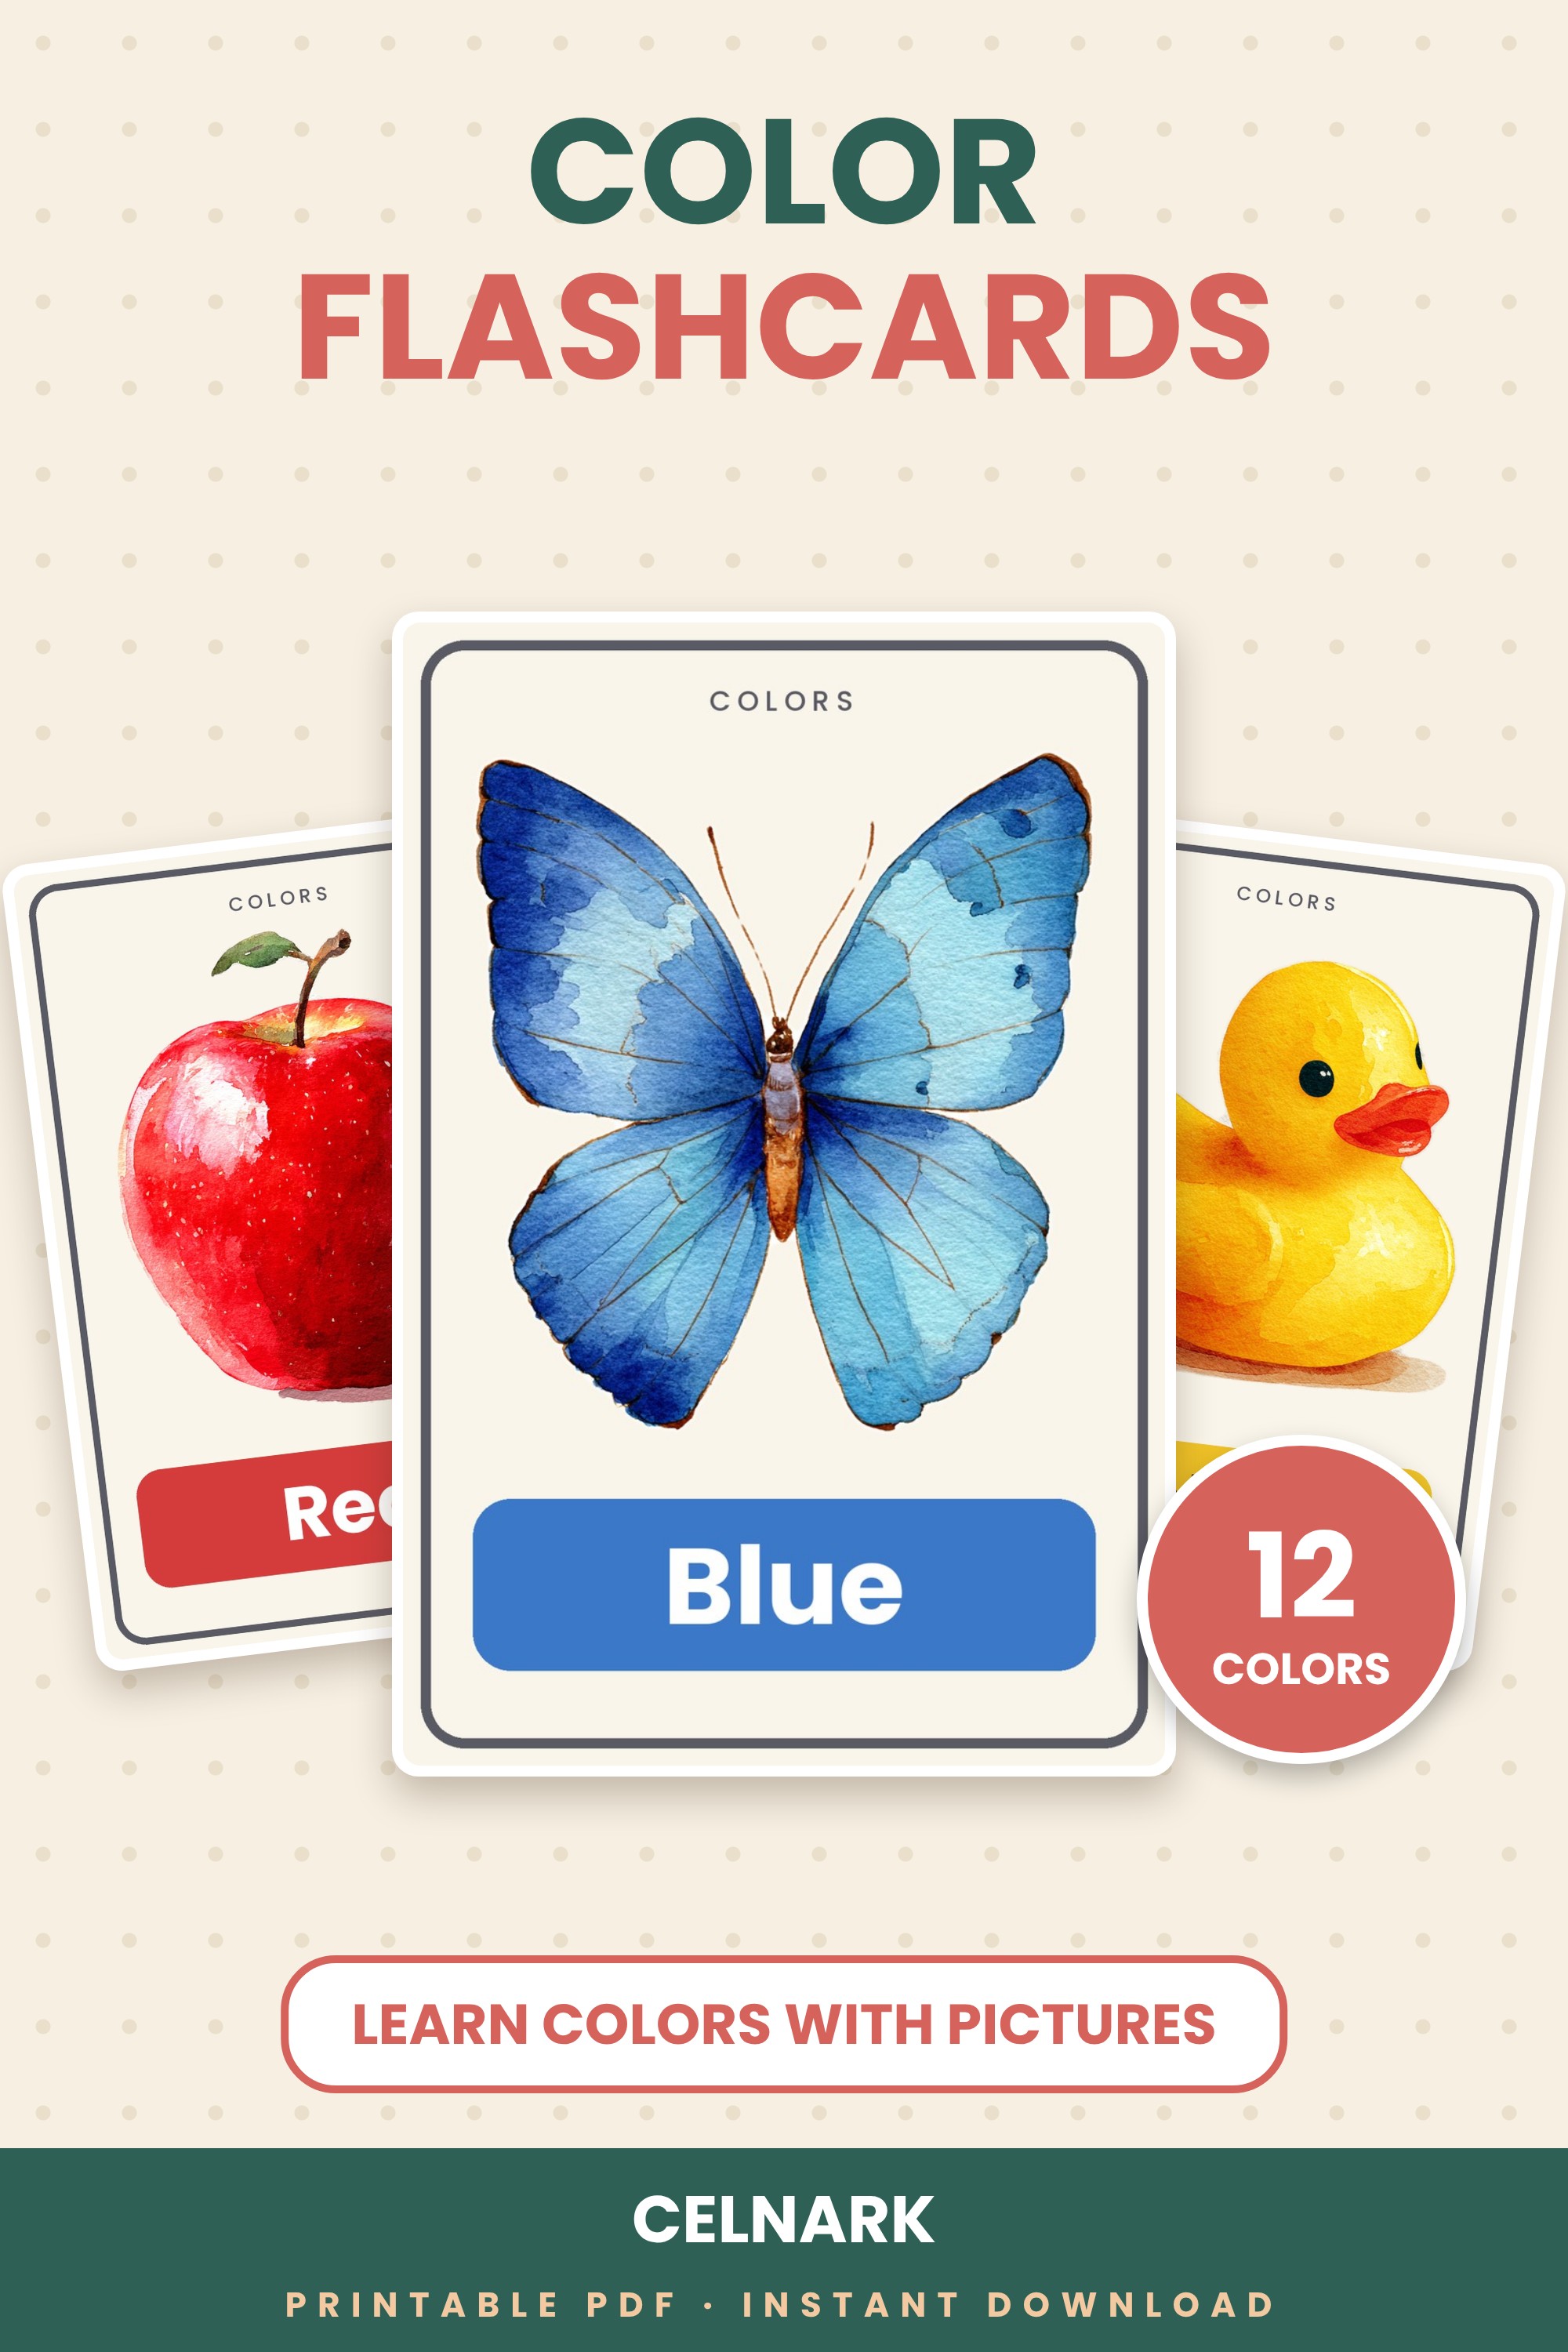 COLOR
FLASHCARDS
COLORS
COLORS
COLORS
Blue
12
COLORS
LEARN COLORS WITH PICTURES
CELNARK
PRINTABLE PDF · INSTANT DOWNLOAD